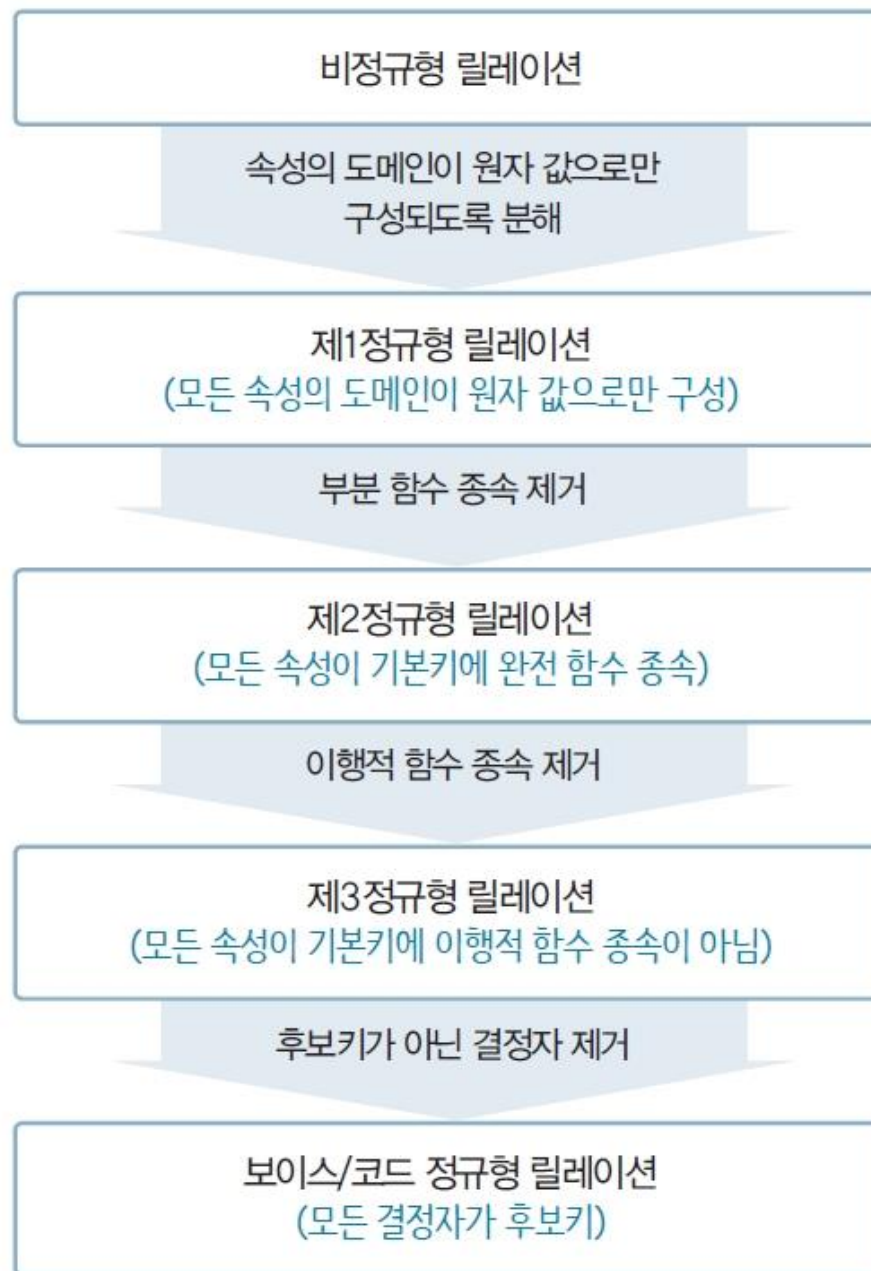 비정규형 릴레이션
속성의 도메인이 원자 값으로만
구성되도록 분해
제1정규형 릴레이션
(모든 속성의 도메인이 원자 값으로만 구성)
부분 함수 종속 제거
제2정규형 릴레이션
(모든 속성이 기본키에 완전 함수 종속)
이행적 함수 종속 제거
제3정규형 릴레이션
(모든 속성이 기본키에 이행적 함수 종속이 아님)
후보키가 아닌 결정자 제거
보이스/코드 정규형 릴레이션
(모든 결정자가 후보키)